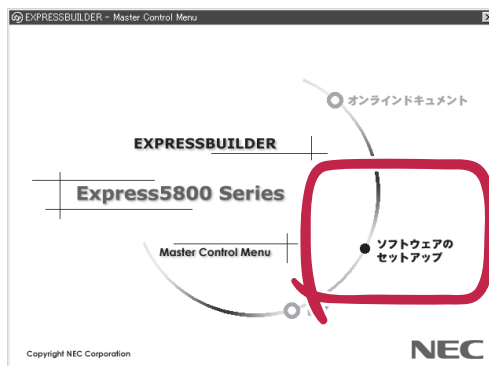 EXPRESSBUILDER - Master Control Menu
オンラインドキュメント
EXPRESSBUILDER
Express5800 Series
ソフトウェアの
セットアップ
Master Control Menu
Copyright NEC Corporation
NEC